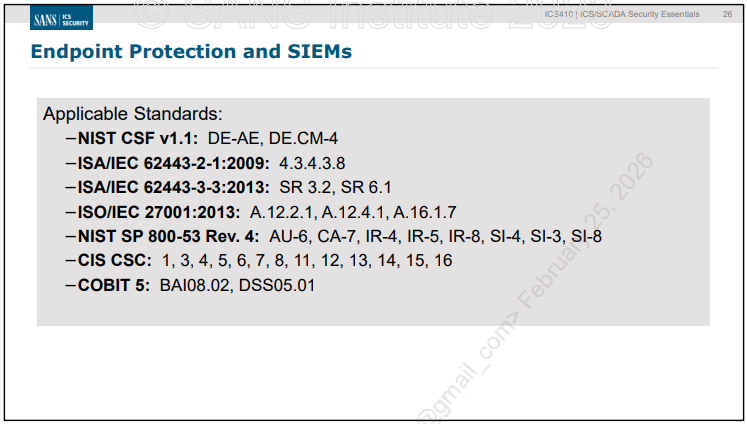 © SANS Institute 2026
SANS | ICS SECURITY
ICS410 | ICS/SCADA Security Essentials 26
Endpoint Protection and SIEMs
Applicable Standards:
–NIST CSF v1.1: DE-AE, DE.CM-4
–ISA/IEC 62443-2-1:2009: 4.3.4.3.8
–ISA/IEC 62443-3-3:2013: SR 3.2, SR 6.1
–ISO/IEC 27001:2013: A.12.2.1, A.12.4.1, A.16.1.7
–NIST SP 800-53 Rev. 4: AU-6, CA-7, IR-4, IR-5, IR-8, SI-4, SI-3, SI-8
–CIS CSC: 1, 3, 4, 5, 6, 7, 8, 11, 12, 13, 14, 15, 16
–COBIT 5: BAI08.02, DSS05.01
@gmail_com> February 25, 2026